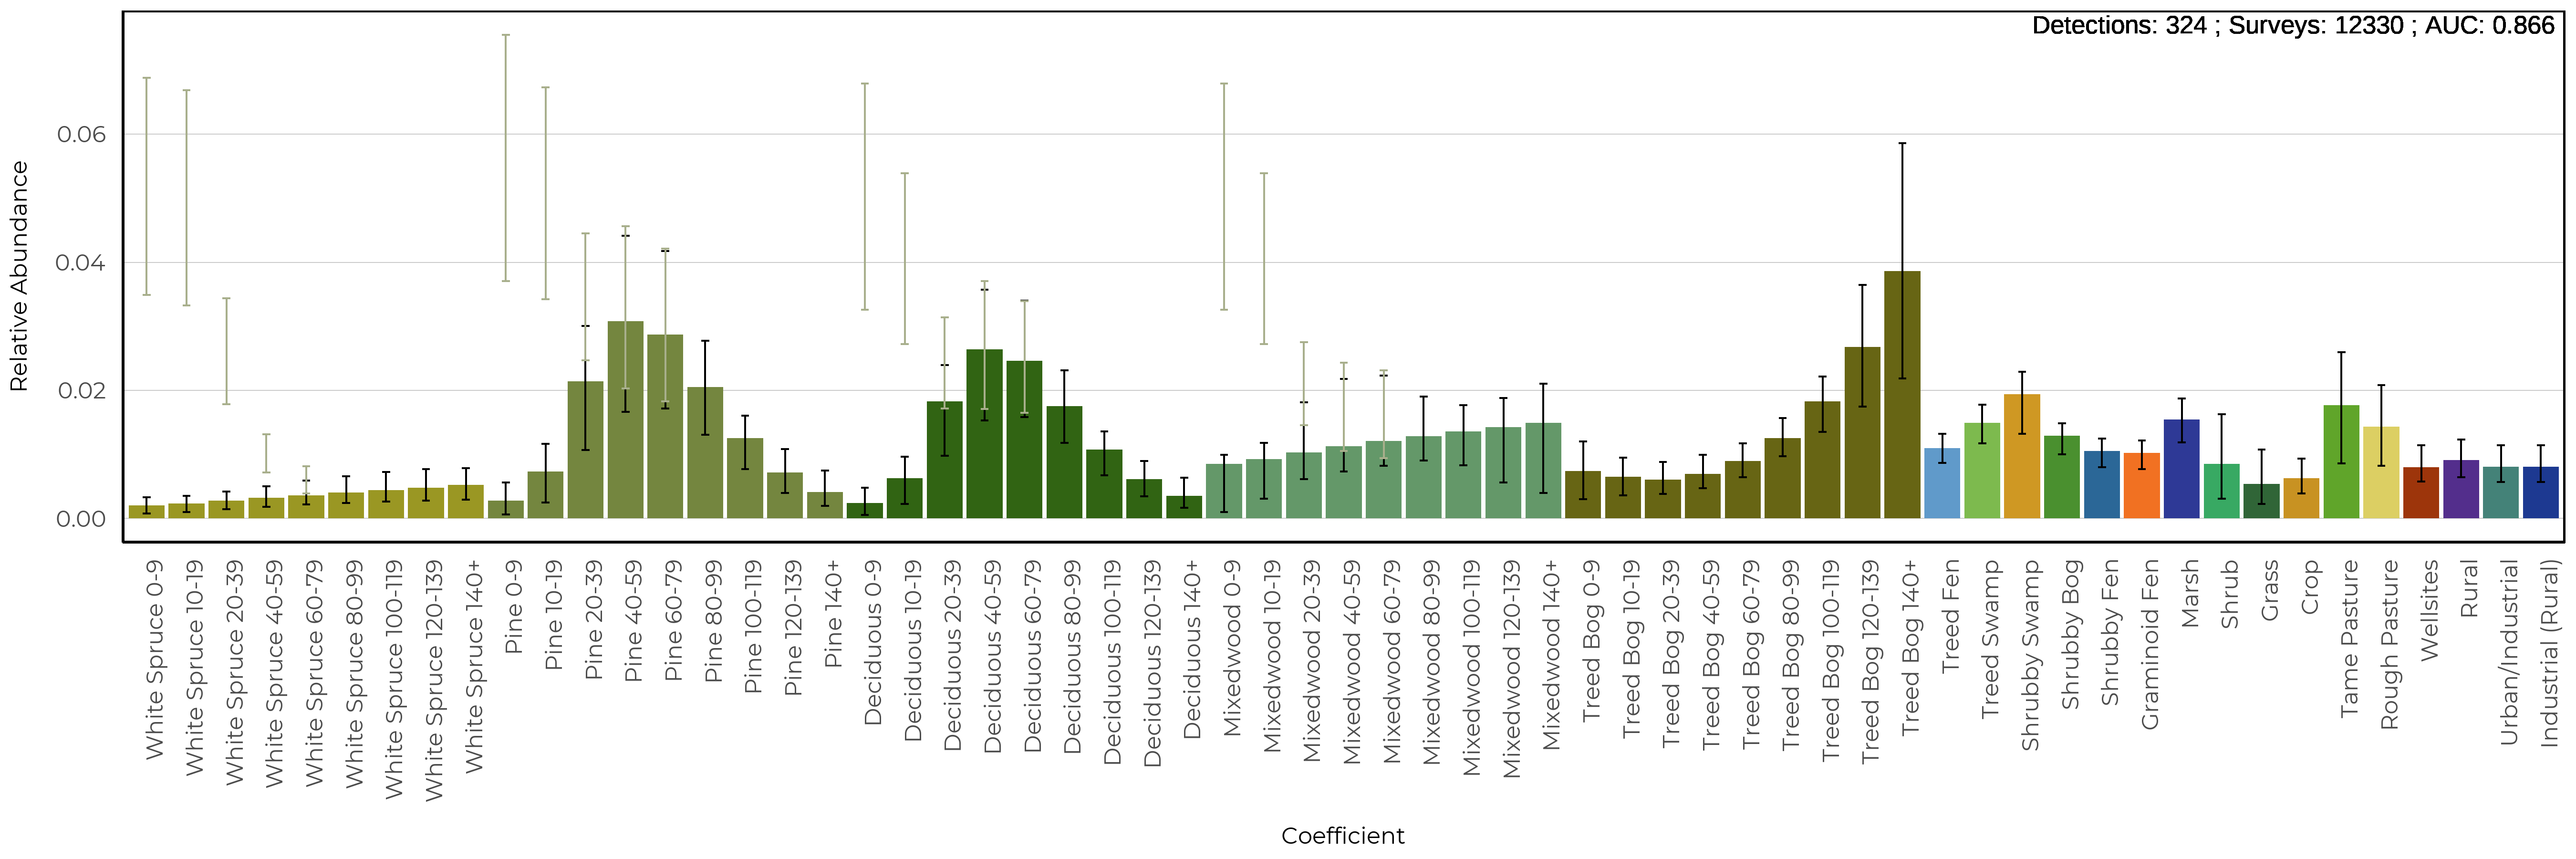 Detections: 324 ; Surveys: 12330 ; AUC: 0.866
Relative Abundance
0.06
0.04
0.02
0.00
White Spruce 0-9
White Spruce 10-19
White Spruce 20-39
White Spruce 40-59
White Spruce 60-79
White Spruce 80-99
White Spruce 100-119
White Spruce 120-139
White Spruce 140+
Pine 0-9
Pine 10-19
Pine 20-39
Pine 40-59
Pine 60-79
Pine 80-99
Pine 100-119
Pine 120-139
Pine 140+
Deciduous 0-9
Deciduous 10-19
Deciduous 20-39
Deciduous 40-59
Deciduous 60-79
Deciduous 80-99
Deciduous 100-119
Deciduous 120-139
Deciduous 140+
Mixedwood 0-9
Mixedwood 10-19
Mixedwood 20-39
Mixedwood 40-59
Mixedwood 60-79
Mixedwood 80-99
Mixedwood 100-119
Mixedwood 120-139
Mixedwood 140+
Treed Bog 0-9
Treed Bog 10-19
Treed Bog 20-39
Treed Bog 40-59
Treed Bog 60-79
Treed Bog 80-99
Treed Bog 100-119
Treed Bog 120-139
Treed Bog 140+
Treed Fen
Treed Swamp
Shrubby Swamp
Shrubby Bog
Shrubby Fen
Graminoid Fen
Marsh
Shrub
Grass
Crop
Tame Pasture
Rough Pasture
Wellsites
Rural
Urban/Industrial
Industrial (Rural)
Coefficient